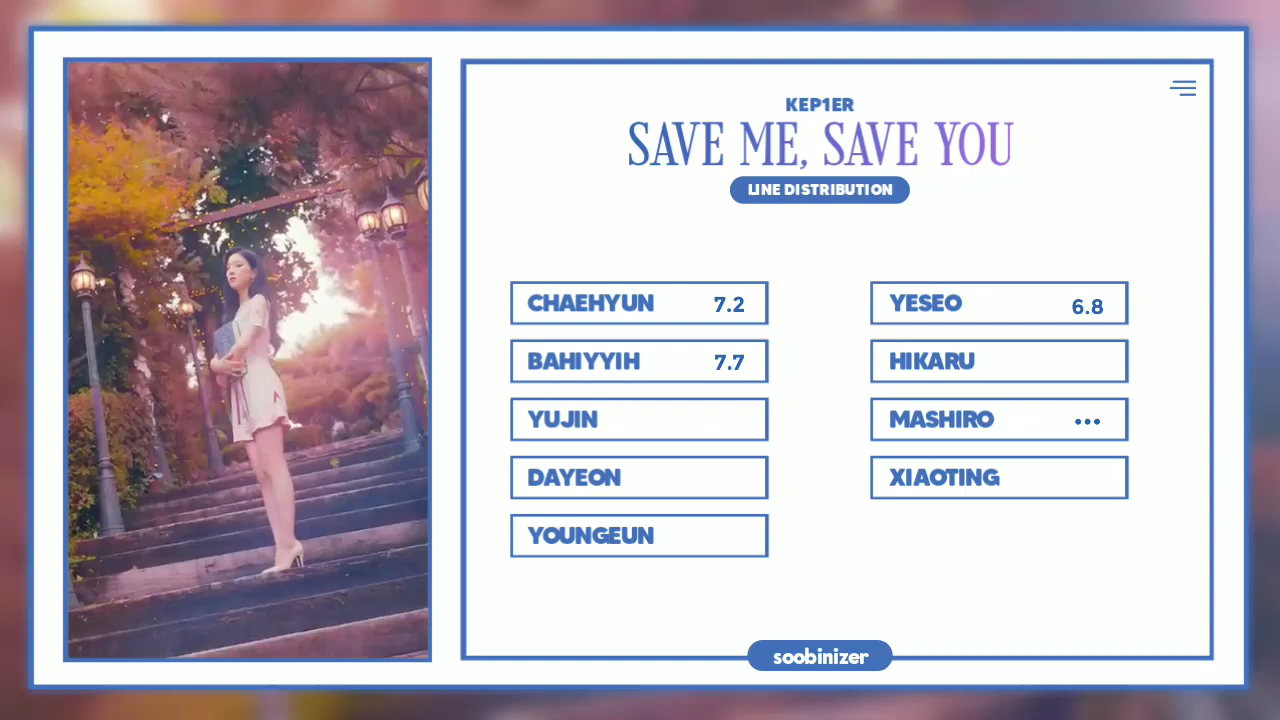 KEP1ER
SAVE ME, SAVE YOU
LINE DISTRIBUTION
CHAEHYUN 7.2
BAHIYYIH 7.7
YUJIN
DAYEON
YOUNGEUN
YESEO 6.8
HIKARU
MASHIRO •••
XIAOTING
soobinizer